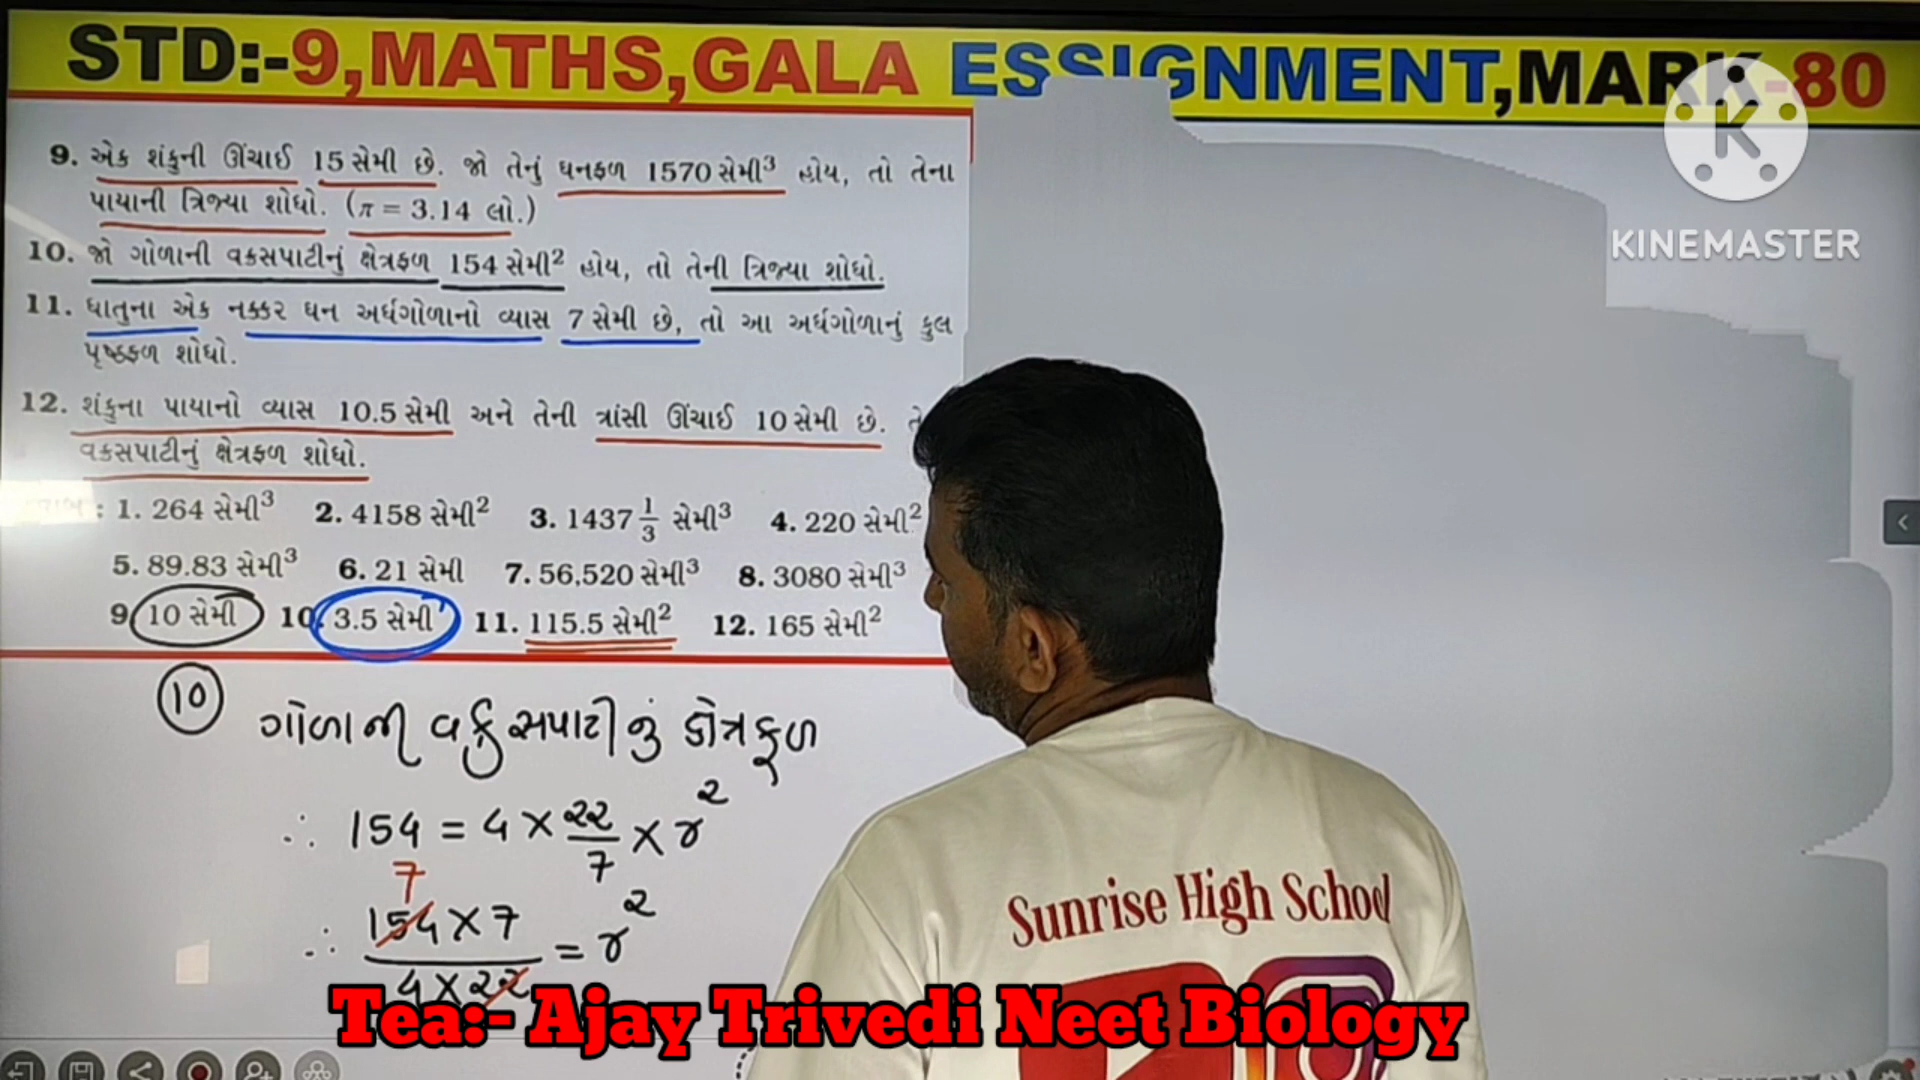 STD:-9,MATHS,GALA ESSIGNMENT,MARK-80
9. એક શંકુની ઊંચાઈ 15 સેમી છે. જો તેનું ઘનફળ 1570 સેમી³ હોય, તો તેના
પાયાની ત્રિજ્યા શોધો. (π = 3.14 લો.)
10. જો ગોળાની વક્રસપાટીનું ક્ષેત્રફળ 154 સેમી² હોય, તો તેની ત્રિજ્યા શોધો.
11. ધાતુના એક નક્કર ઘન અર્ધગોળાનો વ્યાસ 7 સેમી છે, તો આ અર્ધગોળાનું કુલ
પૃષ્ઠફળ શોધો.
12. શંકુના પાયાનો વ્યાસ 10.5 સેમી અને તેની ત્રાંસી ઊંચાઈ 10 સેમી છે.
વક્રસપાટીનું ક્ષેત્રફળ શોધો.
: 1. 264 સેમી³ 2. 4158 સેમી² 3. 1437 1/3 સેમી³ 4. 220 સેમી²
5. 89.83 સેમી³ 6. 21 સેમી 7. 56,520 સેમી³ 8. 3080 સેમી³
9 10 સેમી 10. 3.5 સેમી 11. 115.5 સેમી² 12. 165 સેમી²
10 ગોળાની વક્રસપાટીનું ક્ષેત્રફળ
∴ 154 = 4 × 22/7 × r²
7
∴ 154 × 7 / 4 × 22 = r²
KINEMASTER
Sunrise High School
Tea:- Ajay Trivedi Neet Biology